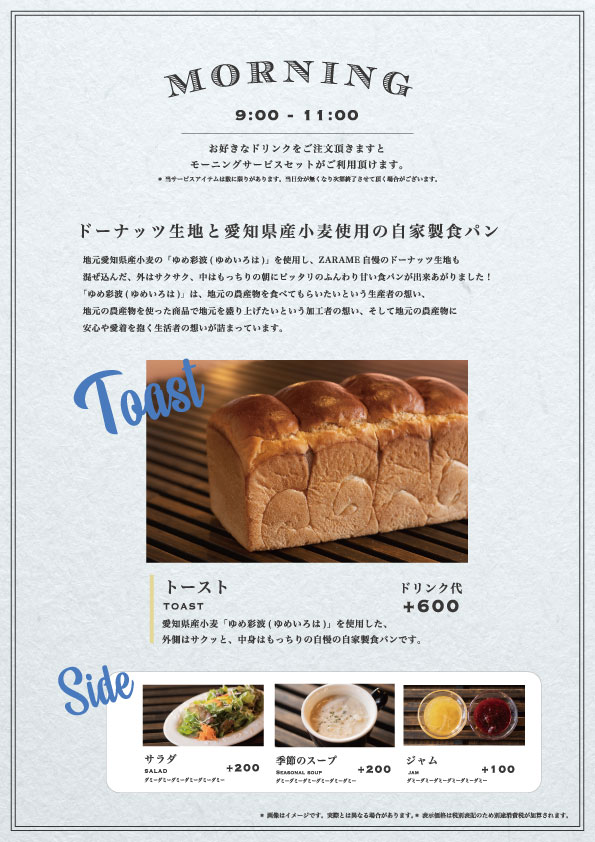 MORNING
9:00 - 11:00
お好きなドリンクをご注文頂きますと
モーニングサービスセットがご利用頂けます。
＊ 当サービスアイテムは数に限りがあります。当日分が無くなり次第終了させて頂く場合がございます。
ドーナッツ生地と愛知県産小麦使用の自家製食パン
地元愛知県産小麦の「ゆめ彩波 ( ゆめいろは )」を使用し、ZARAME 自慢のドーナッツ生地も
混ぜ込んだ、外はサクサク、中はもっちりの朝にピッタリのふんわり甘い食パンが出来あがりました！
「ゆめ彩波 ( ゆめいろは )」は、地元の農産物を食べてもらいたいという生産者の想い、
地元の農産物を使った商品で地元を盛り上げたいという加工者の想い、そして地元の農産物に
安心や愛着を抱く生活者の想いが詰まっています。
Toast
トースト
ドリンク代
TOAST
+600
愛知県産小麦「ゆめ彩波 ( ゆめいろは )」を使用した、
外側はサクッと、中身はもっちりの自慢の自家製食パンです。
Side
サラダ
SALAD
+200
ダミーダミーダミーダミーダミーダミー
季節のスープ
SEASONAL SOUP
+200
ダミーダミーダミーダミーダミーダミー
ジャム
JAM
+100
ダミーダミーダミーダミーダミーダミー
＊ 画像はイメージです。実際とは異なる場合があります。＊ 表示価格は税別表記のため別途消費税が加算されます。